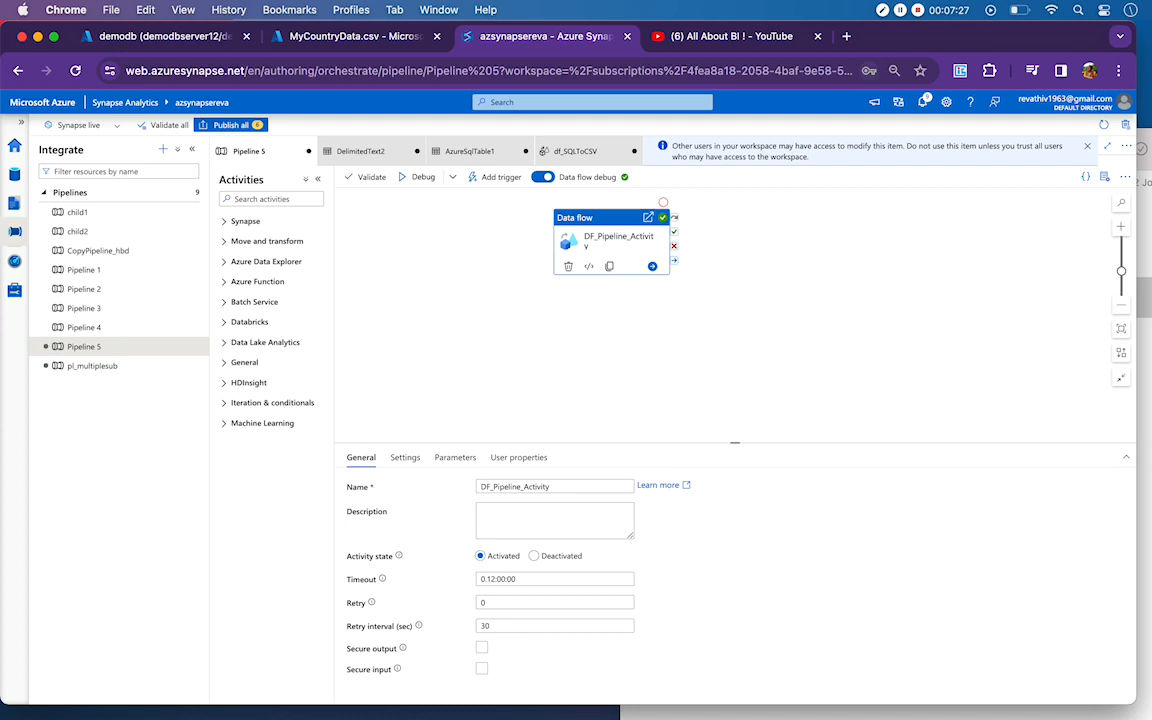 Chrome File Edit View History Bookmarks Profiles Tab Window Help 00:07:27
demodb (demodbserver12/de MyCountryData.csv - Micros azsynapsereva - Azure Synap (6) All About BI ! - YouTube
web.azuresynapse.net/en/authoring/orchestrate/pipeline/Pipeline%205?workspace=%2Fsubscriptions%2F4fea8a18-2058-4baf-9e58-5...
Microsoft Azure Synapse Analytics azsynapsereva Search 9 revathiv1963@gmail.com
DEFAULT DIRECTORY
Synapse live Validate all Publish all 6
Integrate
Filter resources by name
Pipelines 9
child1
child2
CopyPipeline_hbd
Pipeline 1
Pipeline 2
Pipeline 3
Pipeline 4
Pipeline 5
pl_multiplesub
Pipeline 5 DelimitedText2 AzureSqlTable1 df_SQLToCSV
Other users in your workspace may have access to modify this item. Do not use this item unless you trust all users
who may have access to the workspace.
Activities
Search activities
Synapse
Move and transform
Azure Data Explorer
Azure Function
Batch Service
Databricks
Data Lake Analytics
General
HDInsight
Iteration & conditionals
Machine Learning
Validate Debug Add trigger Data flow debug
Data flow
DF_Pipeline_Activit
y
General Settings Parameters User properties
Name * DF_Pipeline_Activity Learn more
Description
Activity state Activated Deactivated
Timeout 0.12:00:00
Retry 0
Retry interval (sec) 30
Secure output
Secure input